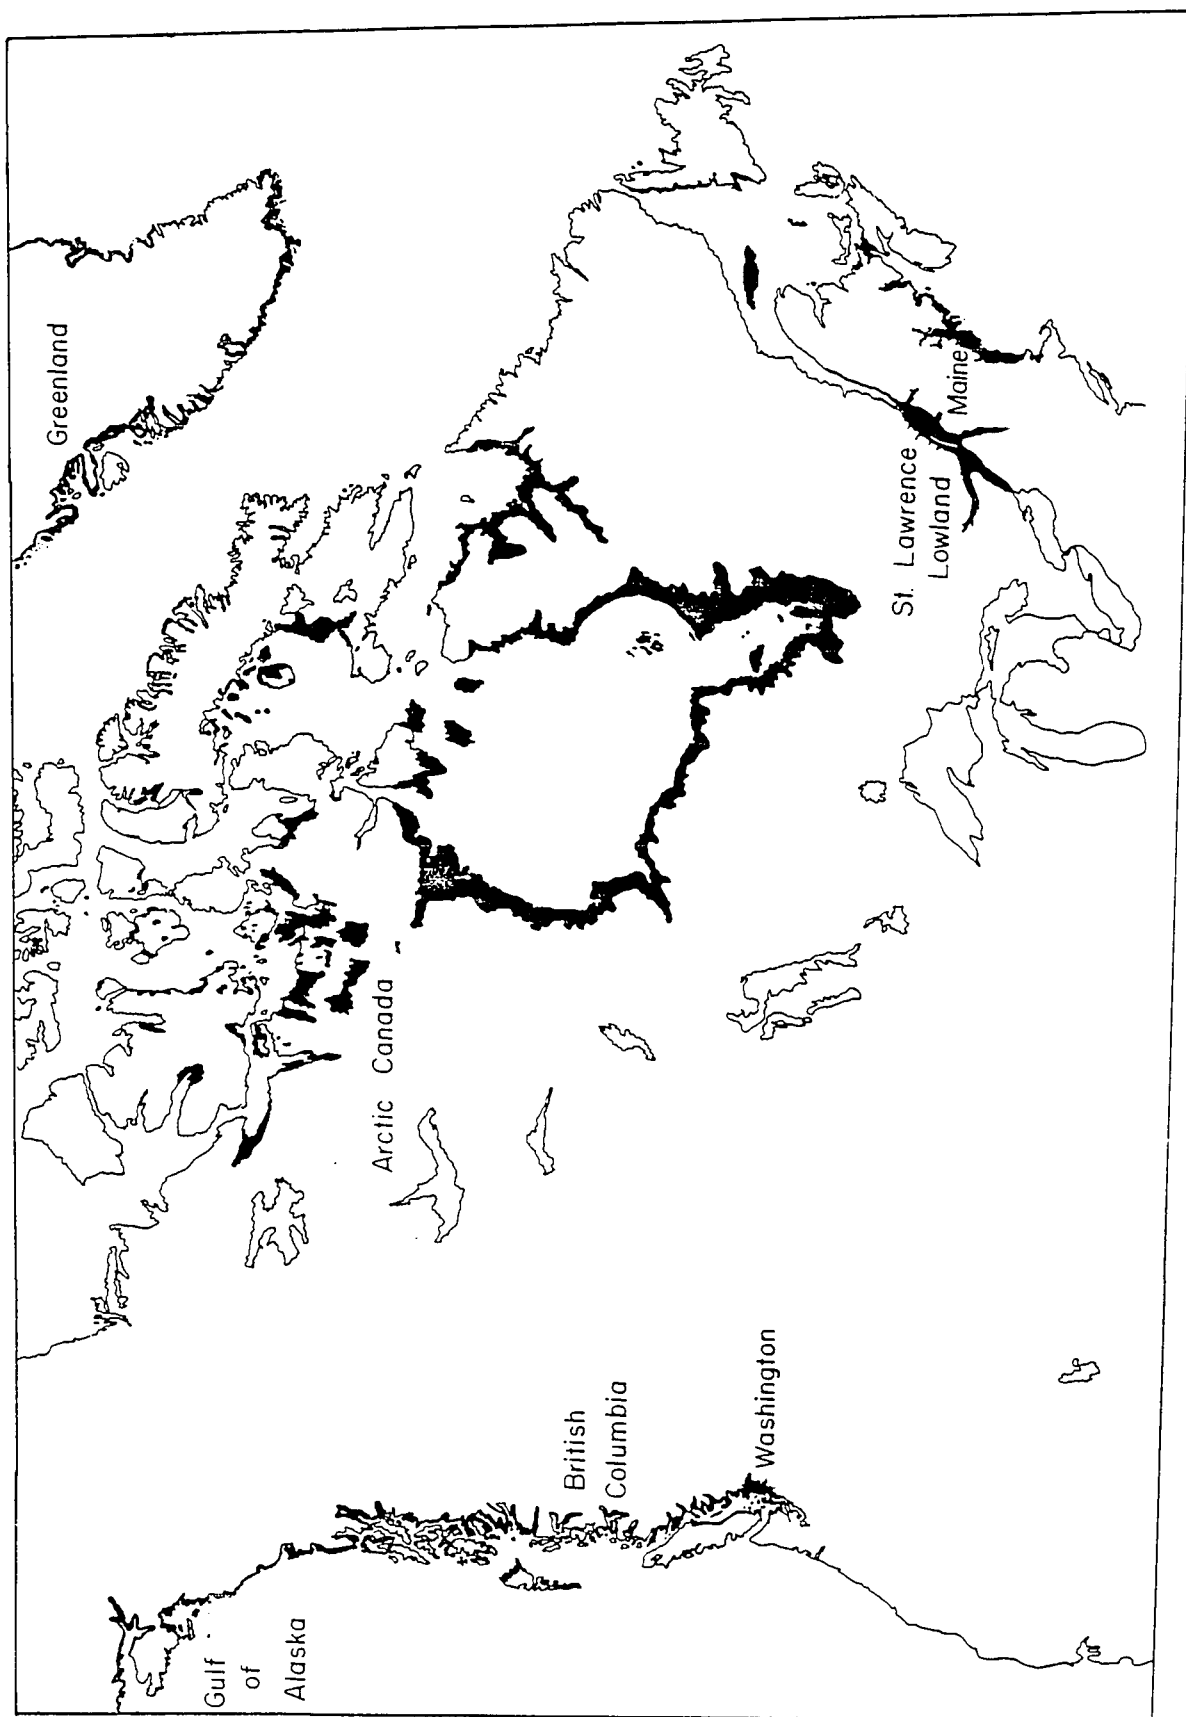 Greenland
Gulf
of
Alaska
Arctic Canada
British
Columbia
Washington
St. Lawrence
Lowland
Maine